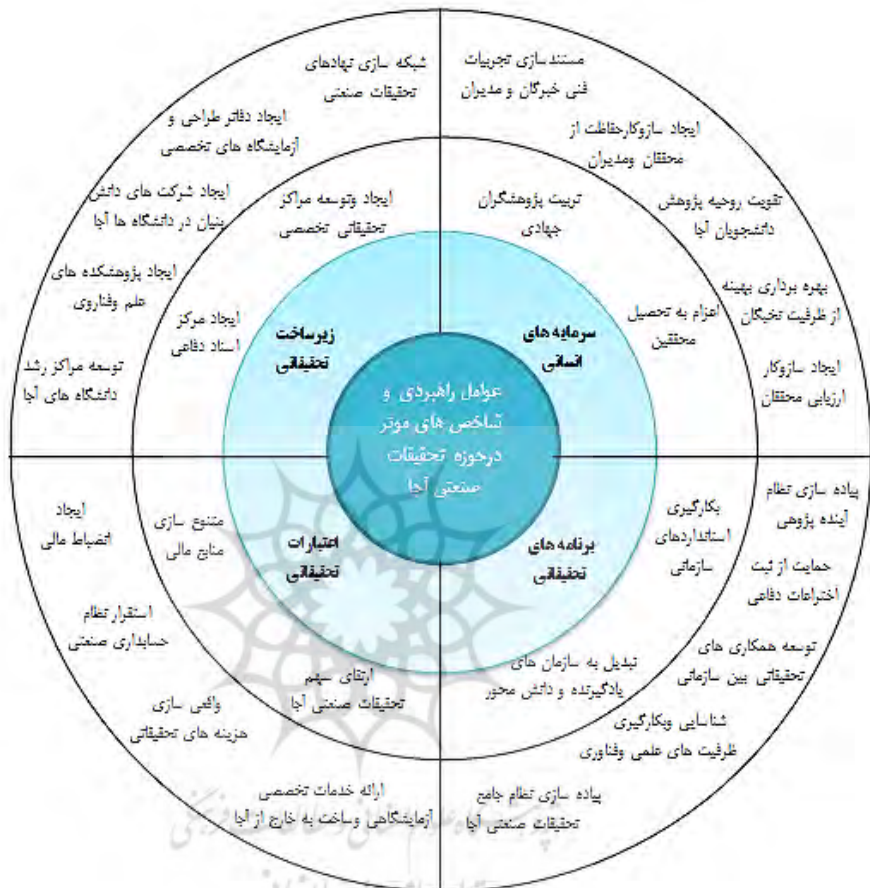 شبکه سازی نهادهای
تحقیقات صنعتی
ایجاد دفاتر طراحی و
آزمایشگاه های تخصصی
ایجاد شرکت های دانش
بنیان در دانشگاه ها آجا
ایجاد پژوهشکده های
علم وفناروی
توسعه مراکز رشد
دانشگاه های آجا
مستندسازی تجربیات
فنی خبرگان و مدیران
ایجاد سازوکارحفاظت از
محققان ومدیران
تقویت روحیه پژوهش
دانشجویان آجا
بهره برداری بهینه
از ظرفیت نخبگان
ایجاد سازوکار
ارزیابی محققان
ایجاد وتوسعه مراکز
تحقیقاتی تخصصی
ایجاد مرکز
اسناد دفاعی
تربیت پژوهشگران
جهادی
اعزام به تحصیل
محققین
زیرساخت
تحقیقاتی
سرمایه های
انسانی
عوامل راهبردی و
شاخصی های موثر
درحوزه تحقیقات
صنعتی آجا
اعتبارات
تحقیقاتی
برنامه های
تحقیقاتی
متنوع سازی
منابع مالی
ارتقای سهم
تحقیقات صنعتی آجا
بکارگیری
استانداردهای
سازمانی
تبدیل به سازمان های
یادگیرنده و دانش محور
ایجاد
انضباط مالی
استقرار نظام
حسابداری صنعتی
واقعی سازی
هزینه های تحقیقاتی
ارائه خدمات تخصصی
آزمایشگاهی وساخت به خارج از آجا
پیاده سازی نظام
آینده پژوهی
حمایت از ثبت
اختراعات دفاعی
توسعه همکاری های
تحقیقاتی بین سازمانی
شناسایی وبکارگیری
ظرفیت های علمی وفناوری
پیاده سازی نظام جامع
تحقیقات صنعتی آجا